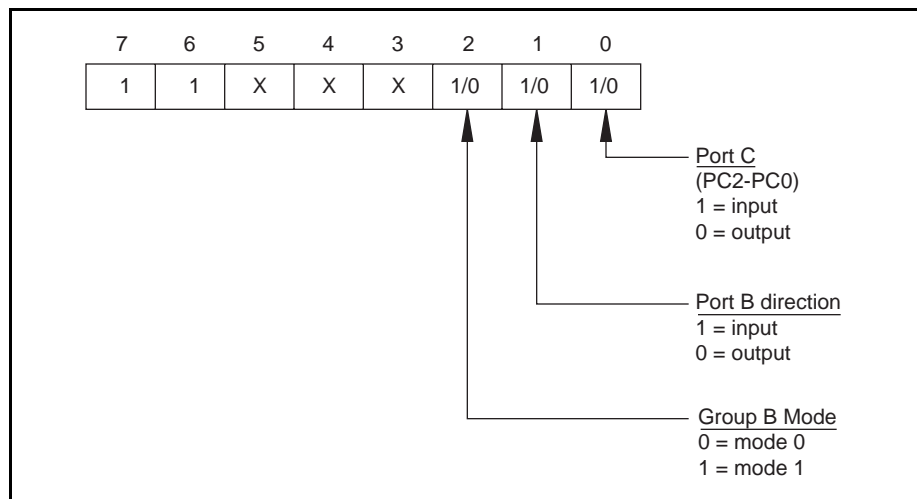 7 6 5 4 3 2 1 0
1 1 X X X 1/0 1/0 1/0
Port C
(PC2-PC0)
1 = input
0 = output
Port B direction
1 = input
0 = output
Group B Mode
0 = mode 0
1 = mode 1